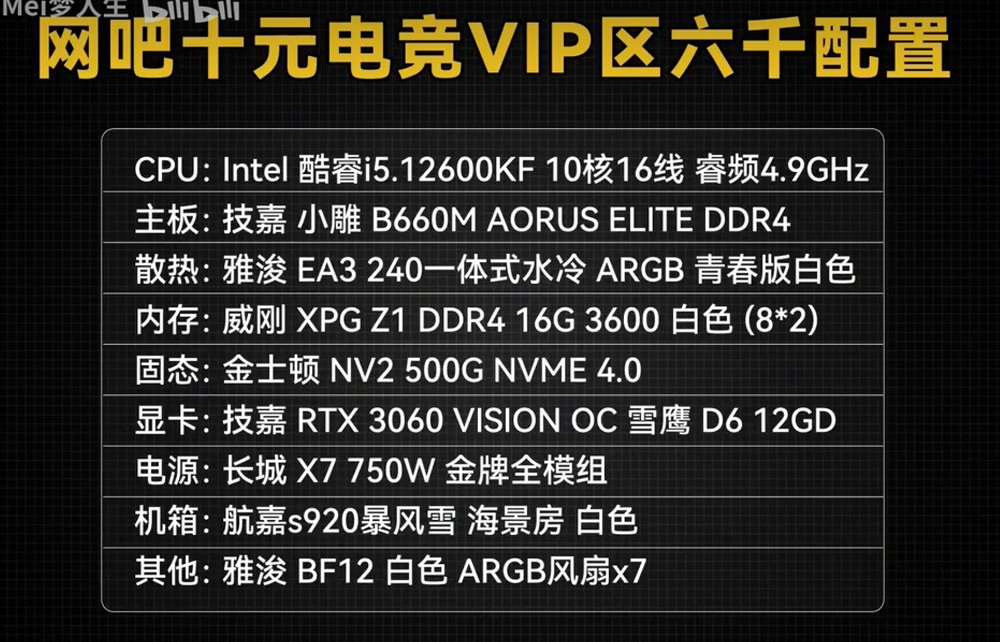 Mei梦人生 bilibili
网吧十元电竞VIP区六千配置
CPU: Intel 酷睿i5.12600KF 10核16线 睿频4.9GHz
主板: 技嘉 小雕 B660M AORUS ELITE DDR4
散热: 雅浚 EA3 240一体式水冷 ARGB 青春版白色
内存: 威刚 XPG Z1 DDR4 16G 3600 白色 (8*2)
固态: 金士顿 NV2 500G NVME 4.0
显卡: 技嘉 RTX 3060 VISION OC 雪鹰 D6 12GD
电源: 长城 X7 750W 金牌全模组
机箱: 航嘉s920暴风雪 海景房 白色
其他: 雅浚 BF12 白色 ARGB风扇x7